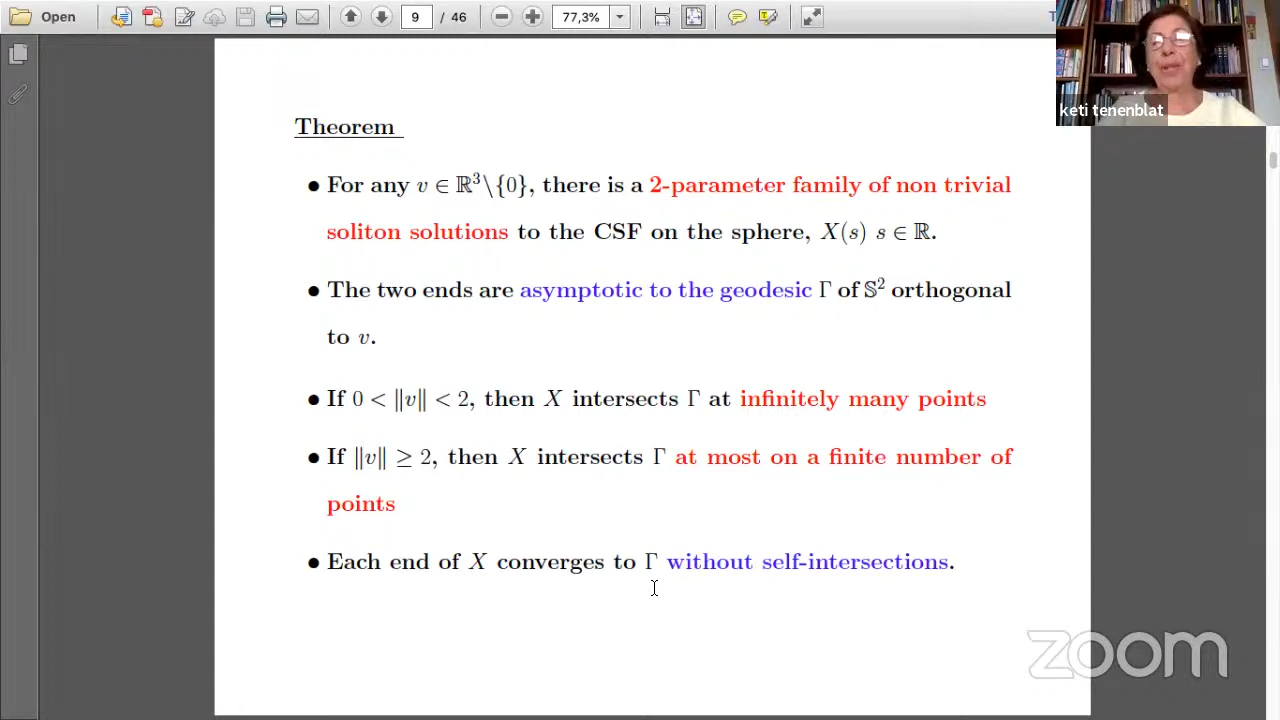 Open
9 / 46
77,3%
T
keti tenenblat
Theorem
• For any v ∈ ℝ³\{0}, there is a 2-parameter family of non trivial
soliton solutions to the CSF on the sphere, X(s) s ∈ ℝ.
• The two ends are asymptotic to the geodesic Γ of 𝕊² orthogonal
to v.
• If 0 < ‖v‖ < 2, then X intersects Γ at infinitely many points
• If ‖v‖ ≥ 2, then X intersects Γ at most on a finite number of
points
• Each end of X converges to Γ without self-intersections.
zoom